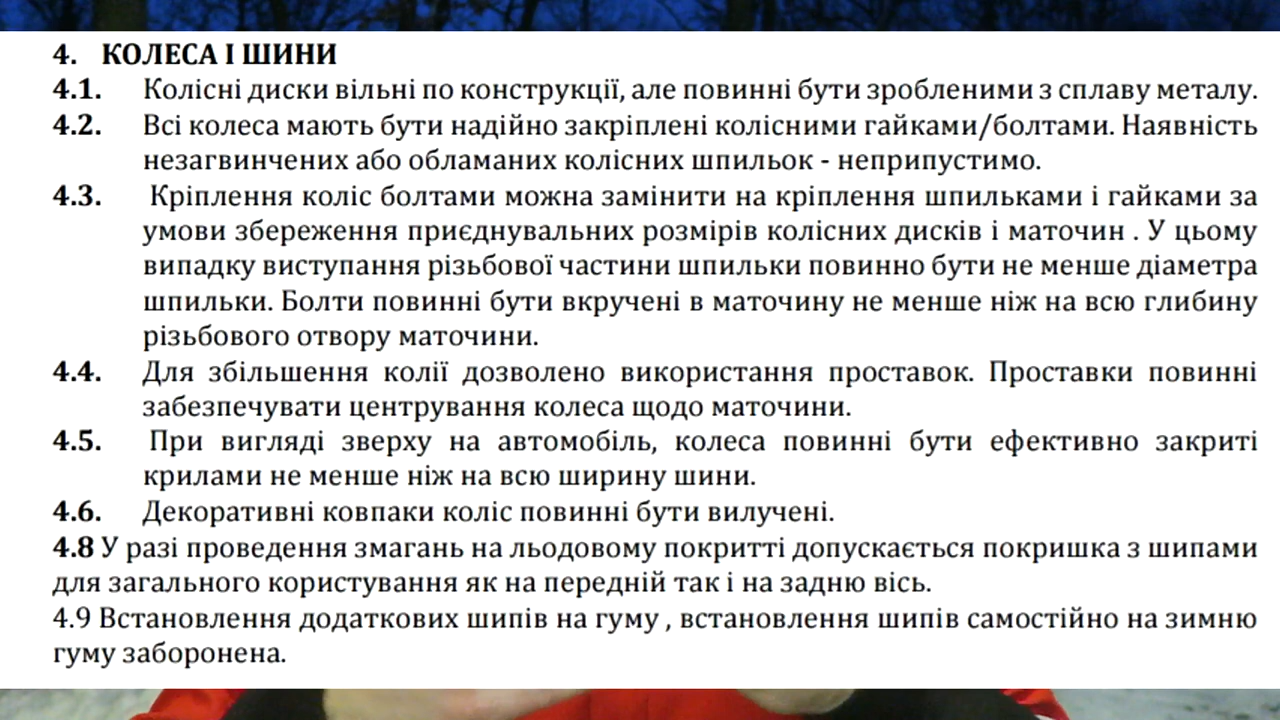 4. КОЛЕСА І ШИНИ
4.1. Колісні диски вільні по конструкції, але повинні бути зробленими з сплаву металу.
4.2. Всі колеса мають бути надійно закріплені колісними гайками/болтами. Наявність
незагвинчених або обламаних колісних шпильок - неприпустимо.
4.3. Кріплення коліс болтами можна замінити на кріплення шпильками і гайками за
умови збереження приєднувальних розмірів колісних дисків і маточин . У цьому
випадку виступання різьбової частини шпильки повинно бути не менше діаметра
шпильки. Болти повинні бути вкручені в маточину не менше ніж на всю глибину
різьбового отвору маточини.
4.4. Для збільшення колії дозволено використання проставок. Проставки повинні
забезпечувати центрування колеса щодо маточини.
4.5. При вигляді зверху на автомобіль, колеса повинні бути ефективно закриті
крилами не менше ніж на всю ширину шини.
4.6. Декоративні ковпаки коліс повинні бути вилучені.
4.8 У разі проведення змагань на льодовому покритті допускається покришка з шипами
для загального користування як на передній так і на задню вісь.
4.9 Встановлення додаткових шипів на гуму , встановлення шипів самостійно на зимню
гуму заборонена.